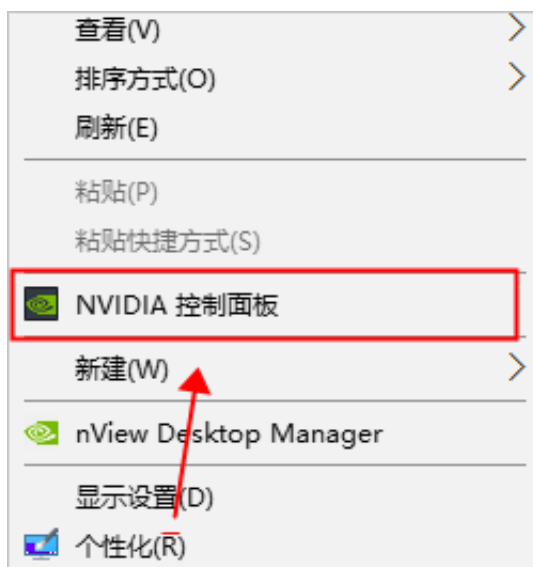 查看(V)
排序方式(O)
刷新(E)
粘贴(P)
粘贴快捷方式(S)
NVIDIA 控制面板
新建(W)
nView Desktop Manager
显示设置(D)
个性化(R)